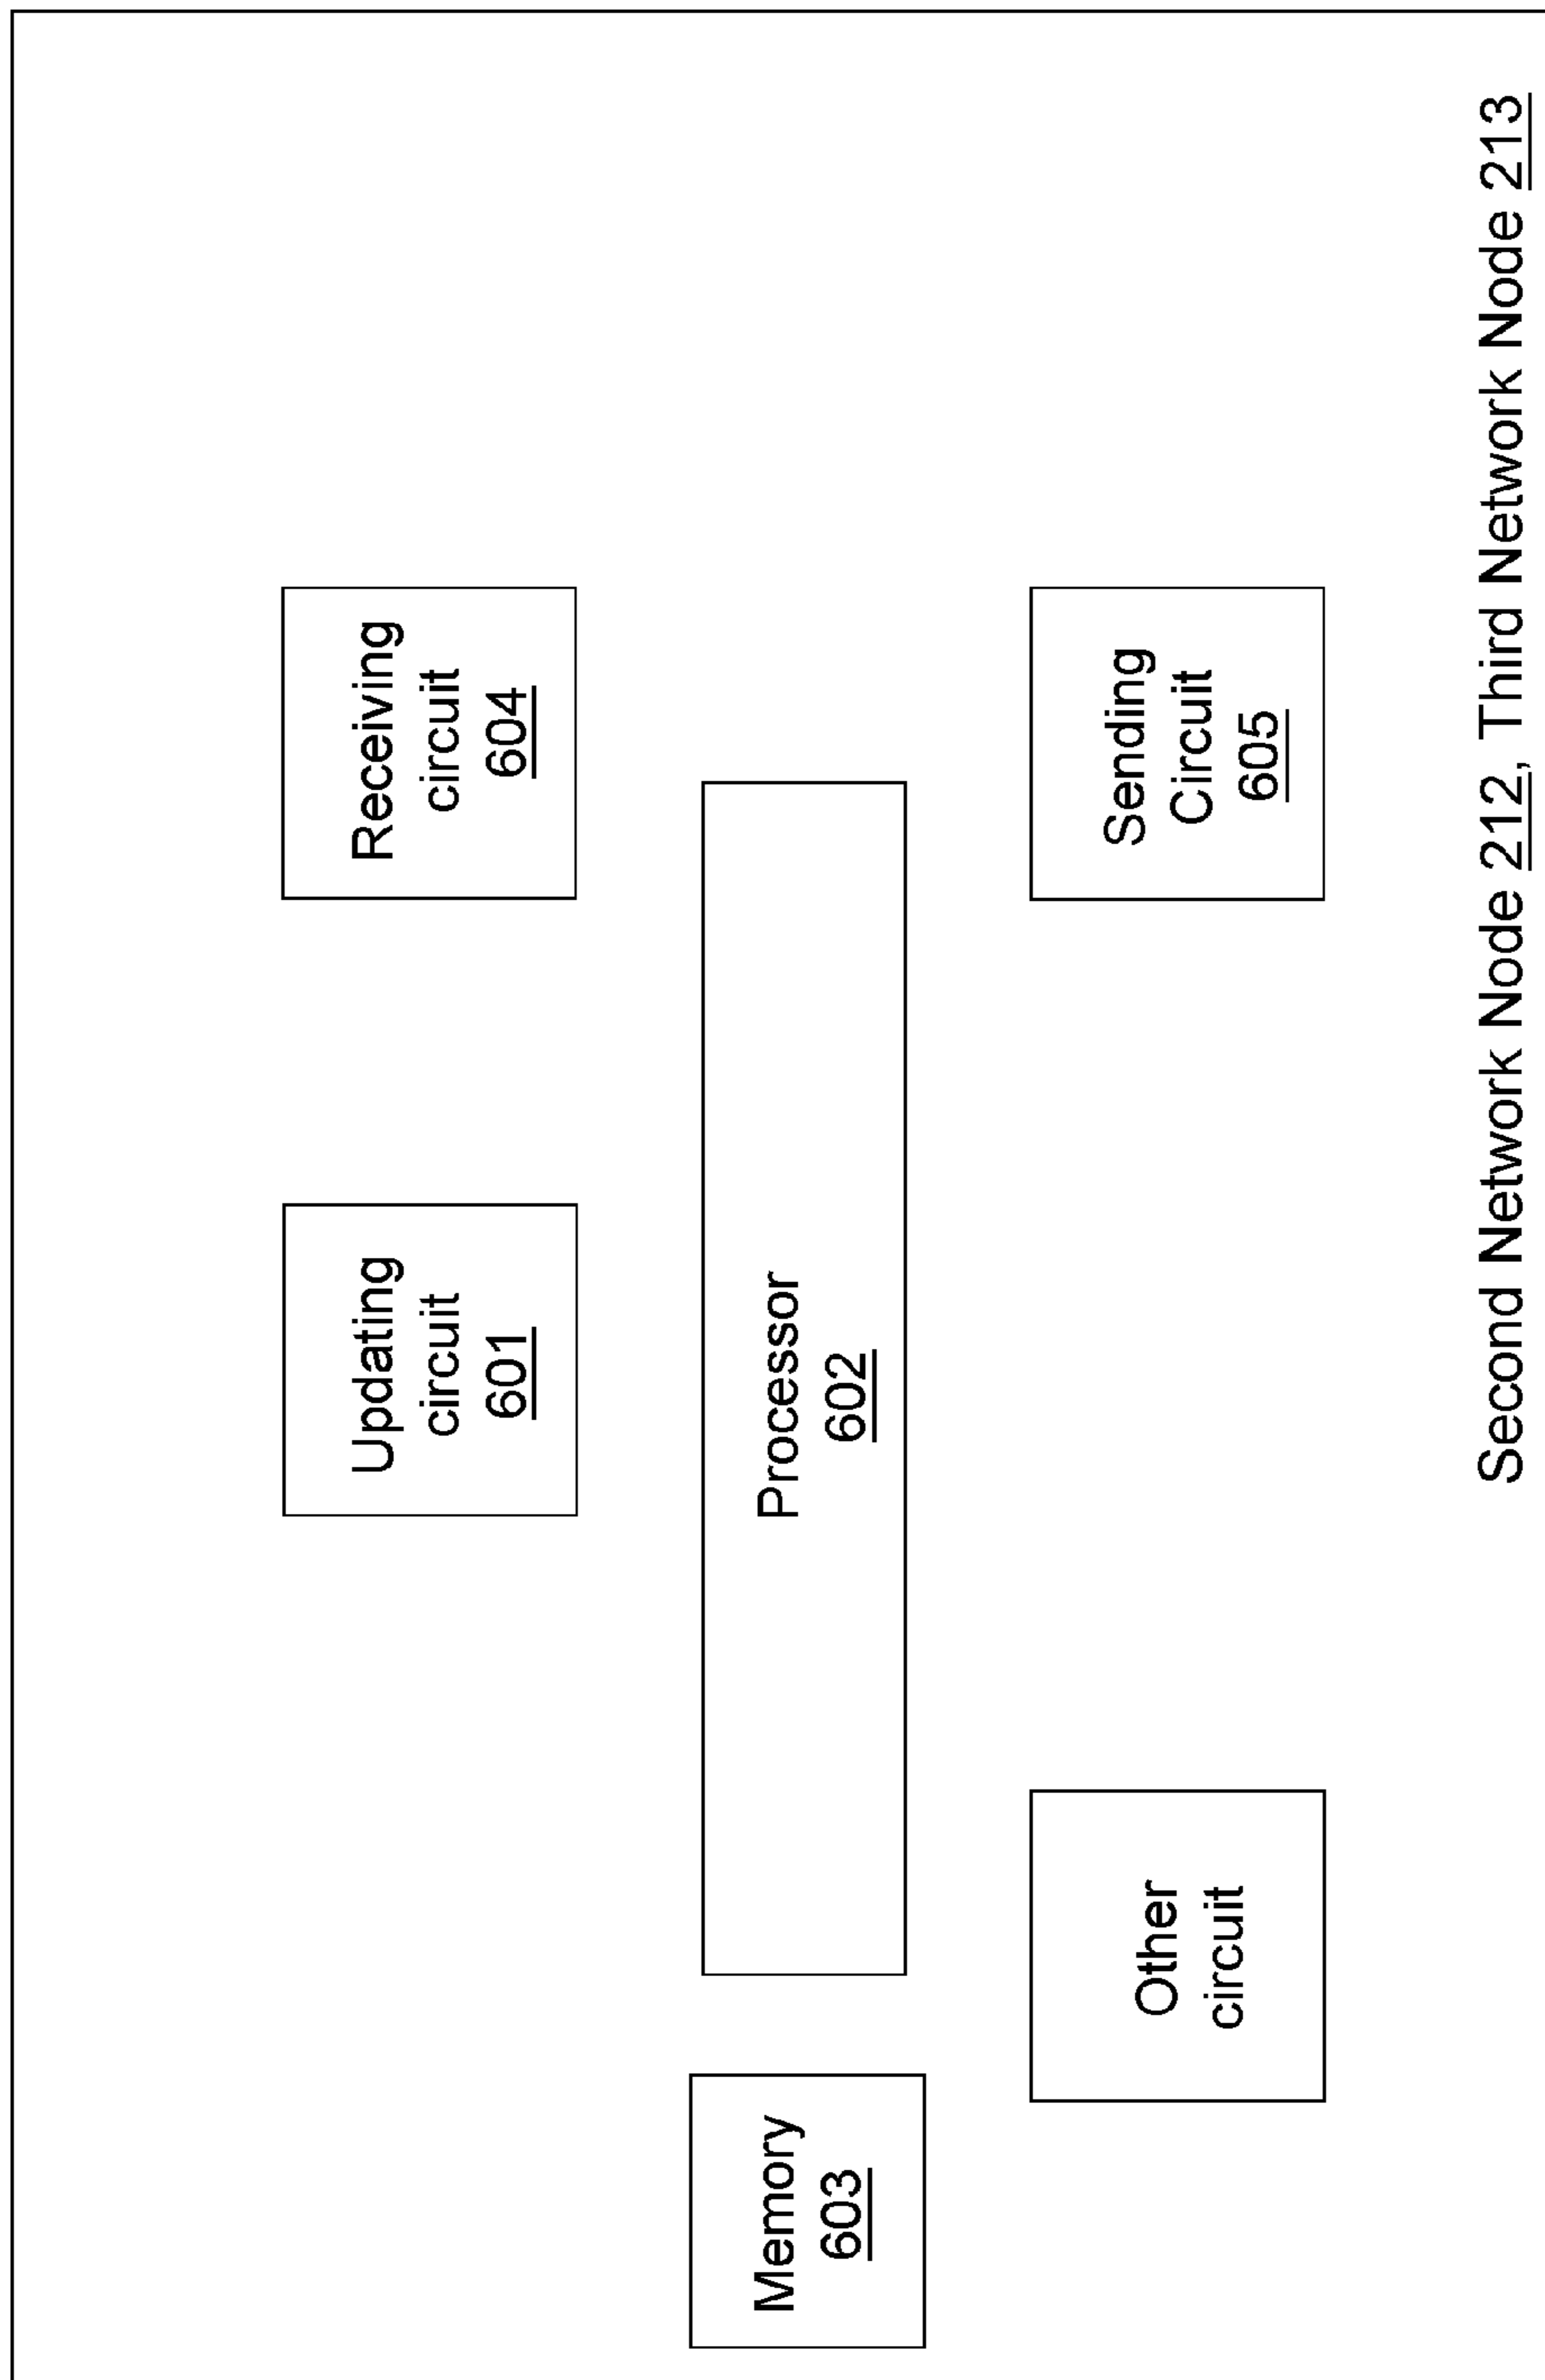 Updating
circuit
601
Receiving
circuit
604
Memory
603
Processor
602
Other
circuit
Sending
Circuit
605
Second Network Node 212, Third Network Node 213